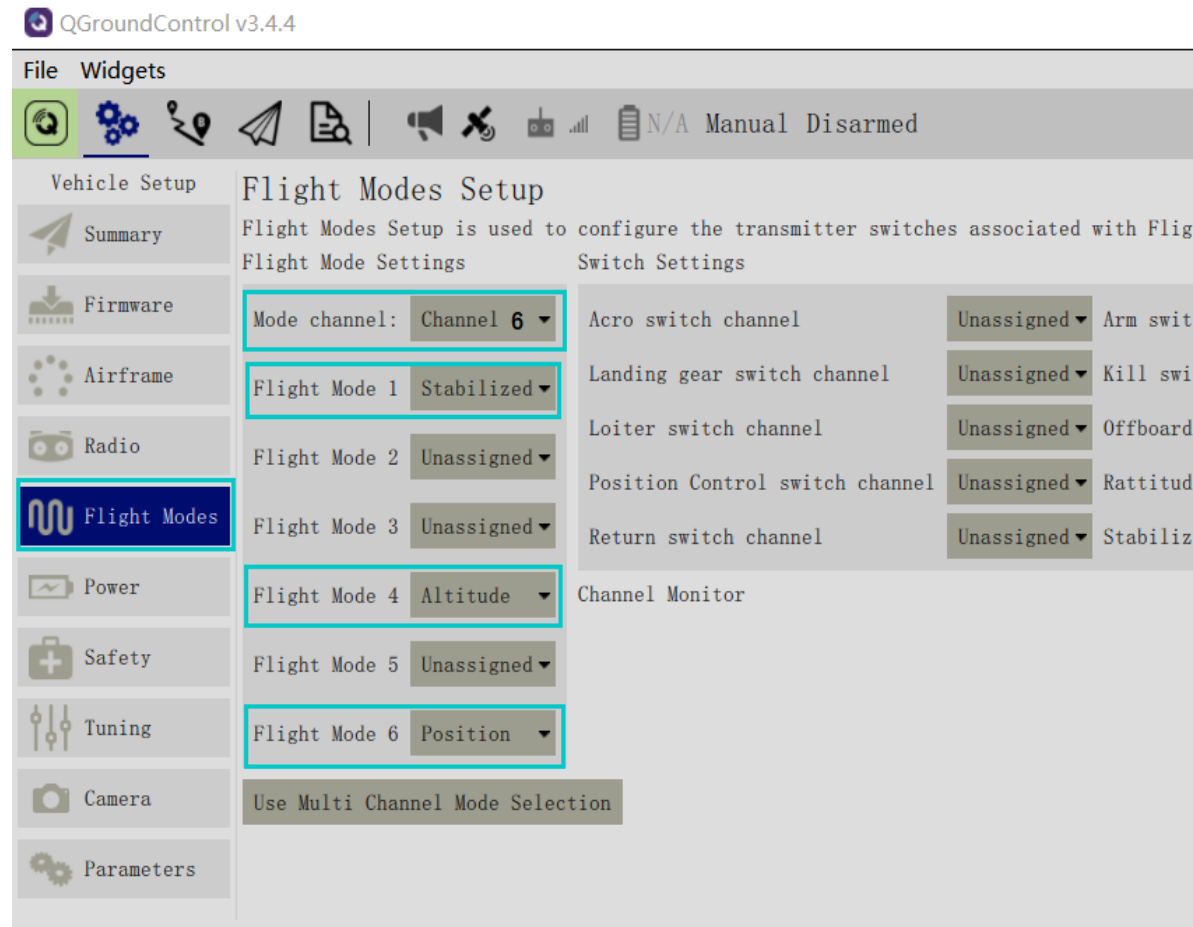 QGroundControl v3.4.4
File Widgets
N/A Manual Disarmed
Vehicle Setup
Summary
Firmware
Airframe
Radio
Flight Modes
Power
Safety
Tuning
Camera
Parameters
Flight Modes Setup
Flight Modes Setup is used to configure the transmitter switches associated with Flig
Flight Mode Settings
Mode channel: Channel 6
Flight Mode 1 Stabilized
Flight Mode 2 Unassigned
Flight Mode 3 Unassigned
Flight Mode 4 Altitude
Flight Mode 5 Unassigned
Flight Mode 6 Position
Use Multi Channel Mode Selection
Switch Settings
Acro switch channel Unassigned Arm swit
Landing gear switch channel Unassigned Kill swi
Loiter switch channel Unassigned Offboard
Position Control switch channel Unassigned Rattitud
Return switch channel Unassigned Stabiliz
Channel Monitor